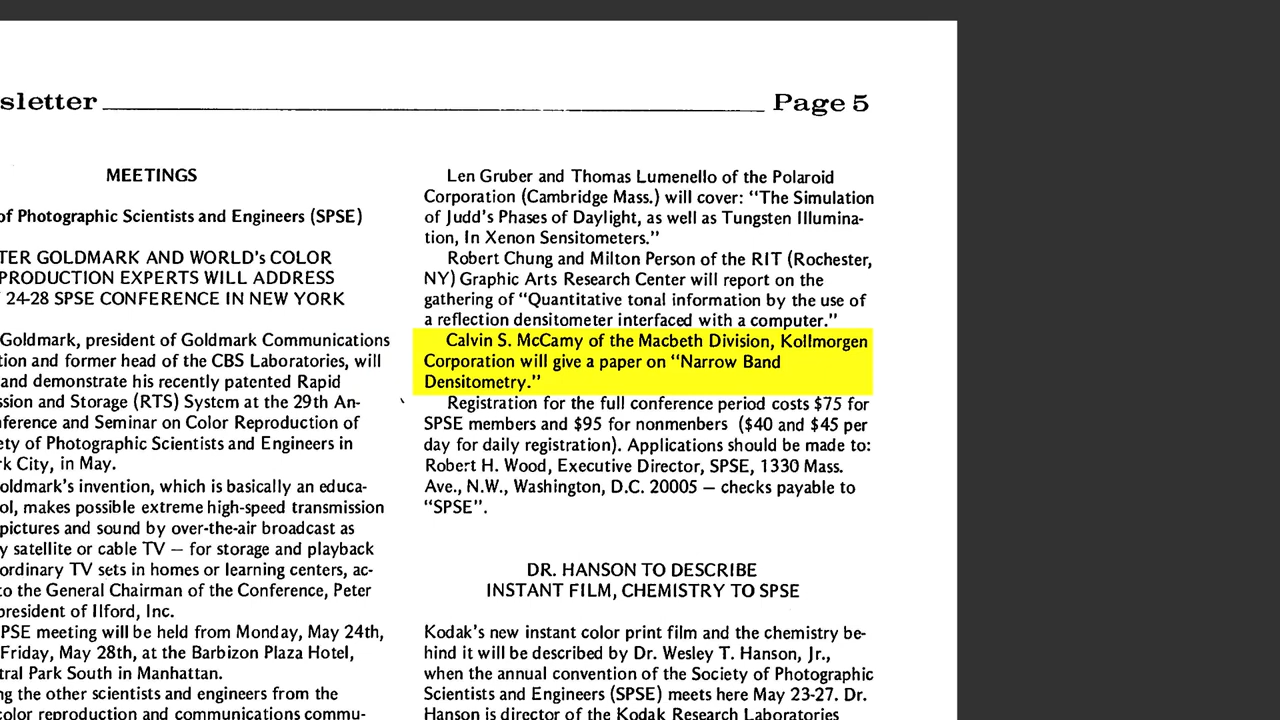 sletter Page 5
MEETINGS
of Photographic Scientists and Engineers (SPSE)
TER GOLDMARK AND WORLD's COLOR
PRODUCTION EXPERTS WILL ADDRESS
24-28 SPSE CONFERENCE IN NEW YORK
Goldmark, president of Goldmark Communications
tion and former head of the CBS Laboratories, will
and demonstrate his recently patented Rapid
ssion and Storage (RTS) System at the 29th An-
nference and Seminar on Color Reproduction of
ety of Photographic Scientists and Engineers in
rk City, in May.
oldmark's invention, which is basically an educa-
ol, makes possible extreme high-speed transmission
pictures and sound by over-the-air broadcast as
y satellite or cable TV — for storage and playback
ordinary TV sets in homes or learning centers, ac-
to the General Chairman of the Conference, Peter
president of Ilford, Inc.
PSE meeting will be held from Monday, May 24th,
Friday, May 28th, at the Barbizon Plaza Hotel,
tral Park South in Manhattan.
ng the other scientists and engineers from the
color reproduction and communications commu-
Len Gruber and Thomas Lumenello of the Polaroid
Corporation (Cambridge Mass.) will cover: "The Simulation
of Judd's Phases of Daylight, as well as Tungsten Illumina-
tion, In Xenon Sensitometers."
Robert Chung and Milton Person of the RIT (Rochester,
NY) Graphic Arts Research Center will report on the
gathering of "Quantitative tonal information by the use of
a reflection densitometer interfaced with a computer."
Calvin S. McCamy of the Macbeth Division, Kollmorgen
Corporation will give a paper on "Narrow Band
Densitometry."
Registration for the full conference period costs $75 for
SPSE members and $95 for nonmenbers ($40 and $45 per
day for daily registration). Applications should be made to:
Robert H. Wood, Executive Director, SPSE, 1330 Mass.
Ave., N.W., Washington, D.C. 20005 — checks payable to
"SPSE".
DR. HANSON TO DESCRIBE
INSTANT FILM, CHEMISTRY TO SPSE
Kodak's new instant color print film and the chemistry be-
hind it will be described by Dr. Wesley T. Hanson, Jr.,
when the annual convention of the Society of Photographic
Scientists and Engineers (SPSE) meets here May 23-27. Dr.
Hanson is director of the Kodak Research Laboratories